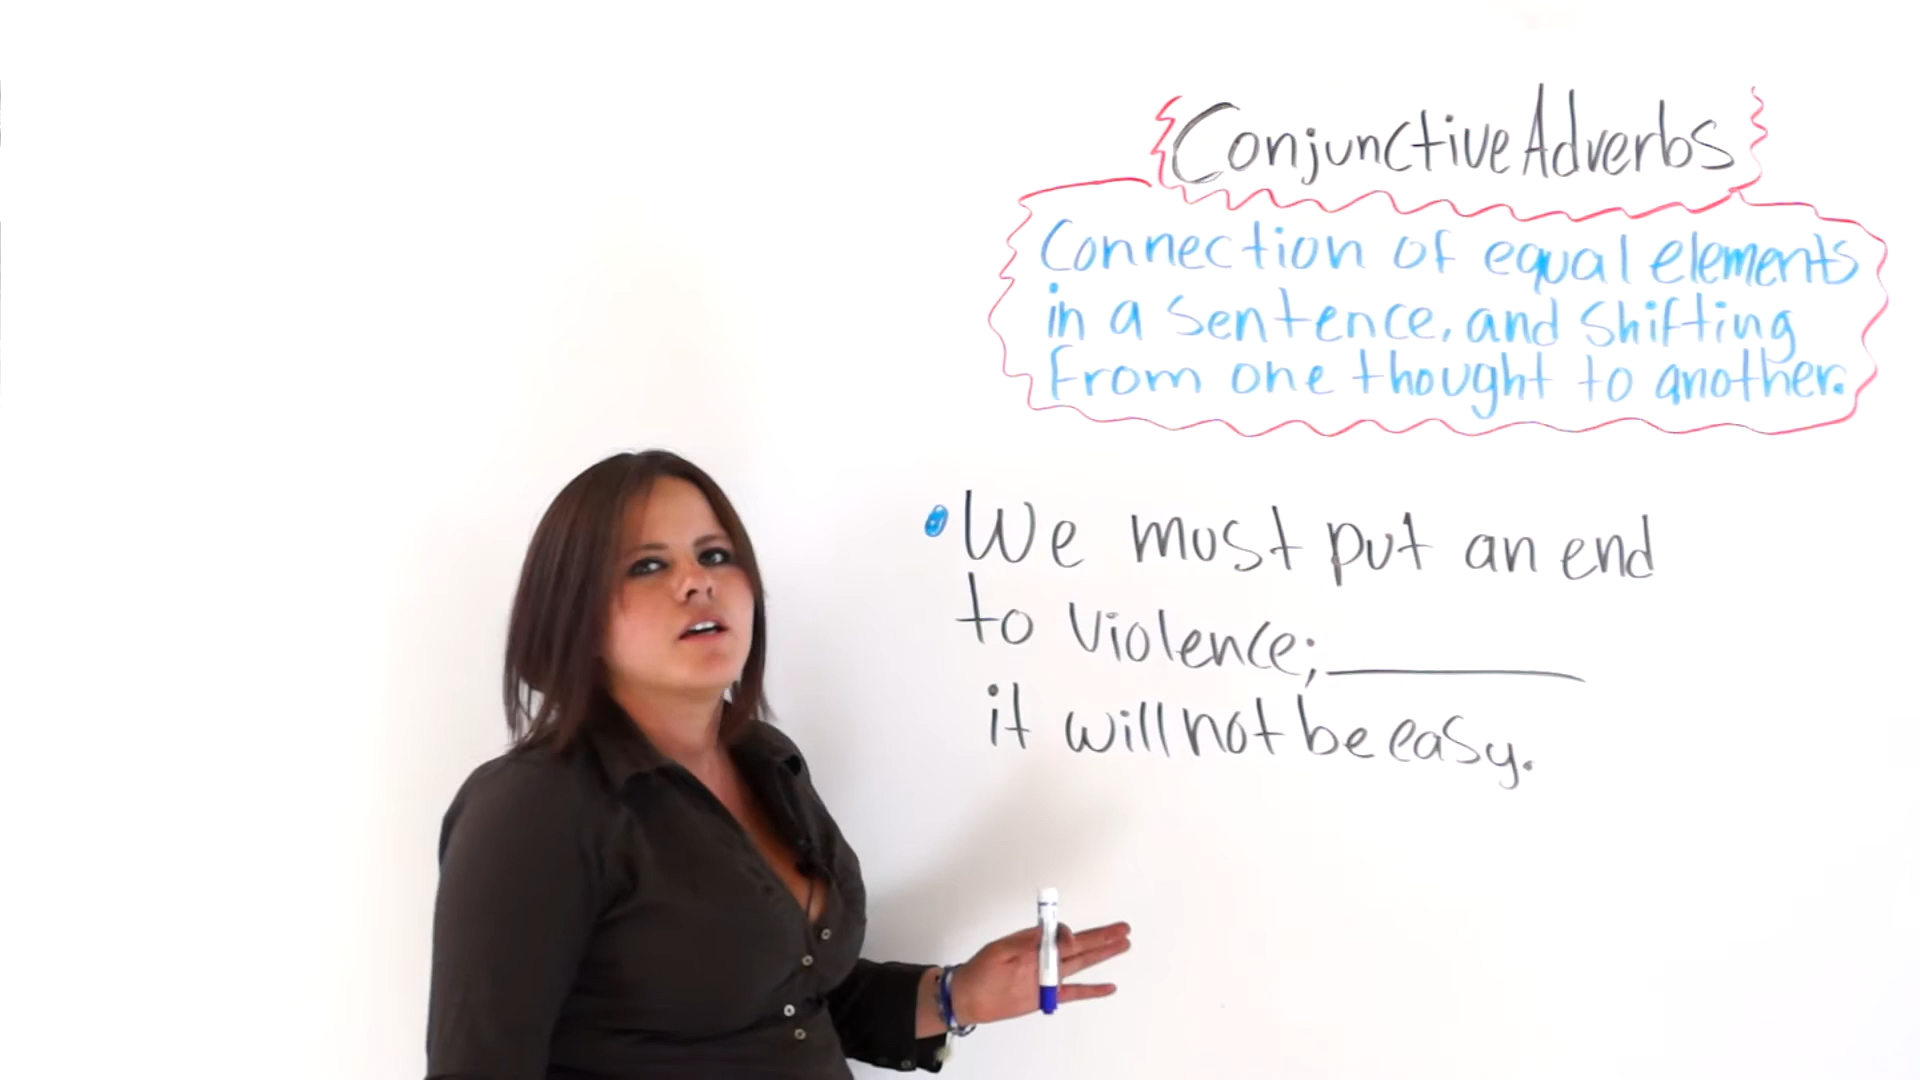 Conjunctive Adverbs
Connection of equal elements
in a sentence, and shifting
from one thought to another.
We must put an end
to violence;__________
it will not be easy.